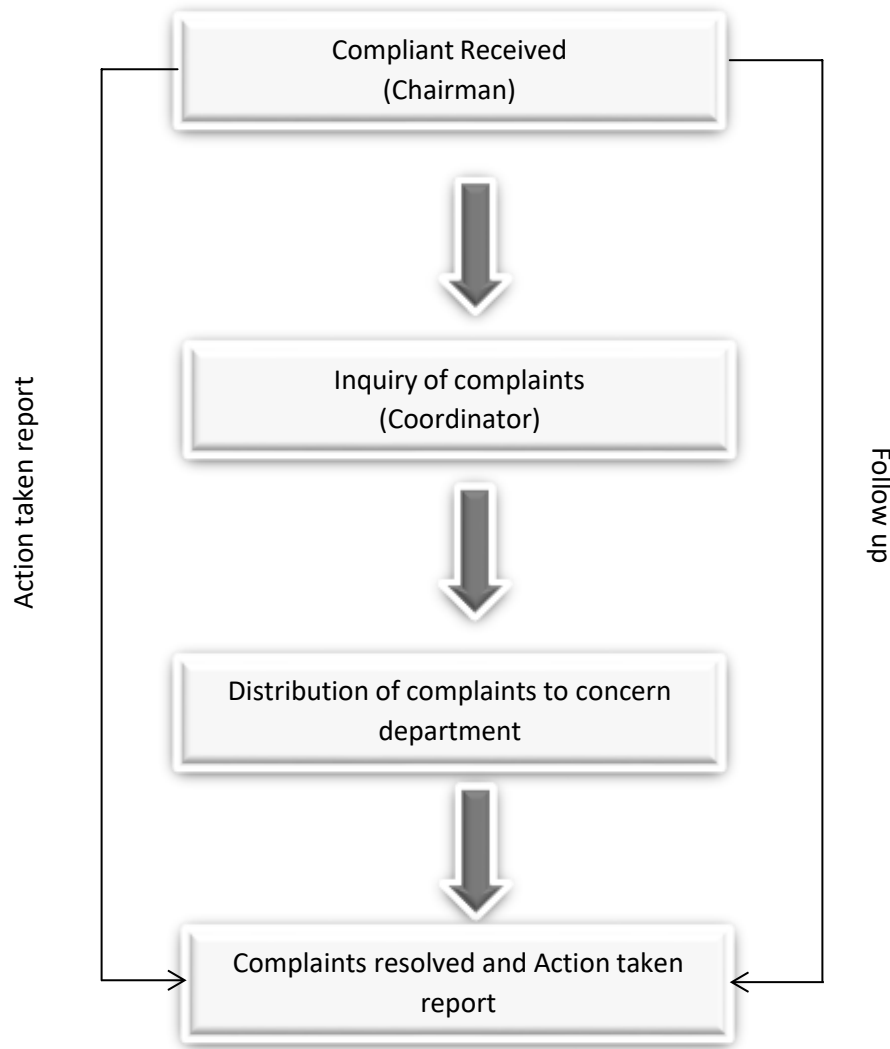 Compliant Received
(Chairman)
Inquiry of complaints
(Coordinator)
Action taken report
Follow up
Distribution of complaints to concern
department
Complaints resolved and Action taken
report